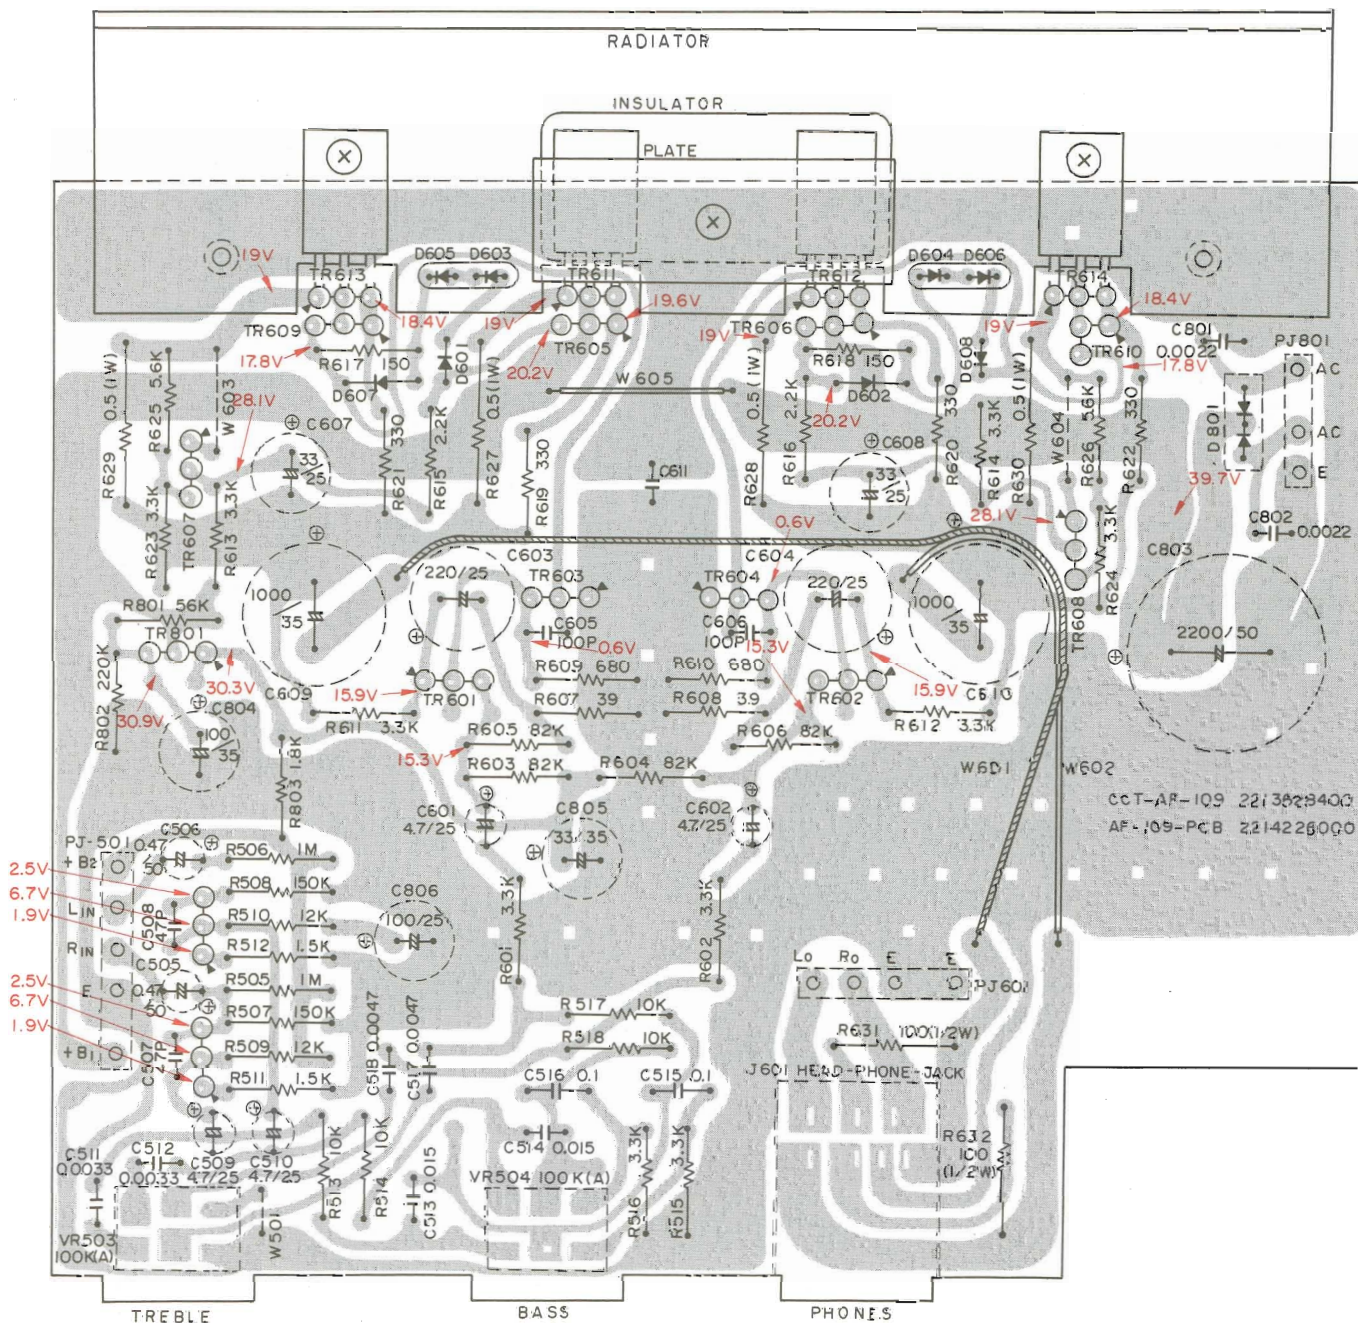 RADIATOR
INSULATOR
PLATE
D605 D603
D604 D606
19V
TR613
TR611
TR612
TR614
19.6V
18.4V
18.4V
19V
19V
19V
TR609
TR605
TR606
TR610
C801
0.0022
PJ801
17.8V
R617 150
D601
20.2V
R618 150
D608
17.8V
AC
0.5(1W)
5.6K
W603
D607
0.5(1W)
W605
0.5(1W)
2.2K
D602
20.2V
330
3.3K
0.5(1W)
W604
5.6K
330
D801
AC
R625
28.1V
C607
330
2.2K
C608
R629
33/25
R621
R615
R627
330
R619
C611
R628
R616
33/25
R620
R614
R630
R626
R622
E
39.7V
3.3K
3.3K
R623
TR607
R613
0.6V
28.1V
3.3K
C802
0.0022
C603
C604
C803
R624
TR608
1000/35
220/25
TR603
TR604
220/25
1000/35
R801 56K
C605
100P
C606
100P
TR801
0.6V
15.3V
2200/50
220K
30.3V
R609 680
R610 680
15.9V
R802
30.9V
C804
C609
15.9V
TR601
R607 39
R608 39
TR602
C610
100/35
R611 3.3K
R605 82K
R606 82K
R612 3.3K
15.3V
R603 82K
R604 82K
W601
W602
R803 1.8K
C601
4.7/25
C805
33/35
C602
4.7/25
CCT-AF-109 2213828400
AF-109-PCB 2214226000
PJ-501
C506
0.47/50
+B2
R506 1M
2.5V
R508 150K
C806
100/25
6.7V
LIN
C508
47P
R510 12K
1.9V
R512 1.5K
RIN
C505
0.47/50
R505 1M
R601
3.3K
R602
3.3K
Lo Ro E E
PJ601
2.5V
E
R507 150K
R517 10K
6.7V
R509 12K
R518 10K
R631 100(1/2W)
1.9V
+B1
C507
R511 1.5K
C518 0.0047
C517 0.0047
C516 0.1
C515 0.1
J601 HEAD-PHONE-JACK
C511
0.0033
C512
0.0033
C509
4.7/25
C510
4.7/25
10K
R513
10K
R514
C513 0.015
C514 0.015
3.3K
R516
3.3K
R515
R632
100
(1/2W)
VR503
100K(A)
W501
VR504 100K(A)
TREBLE
BASS
PHONES